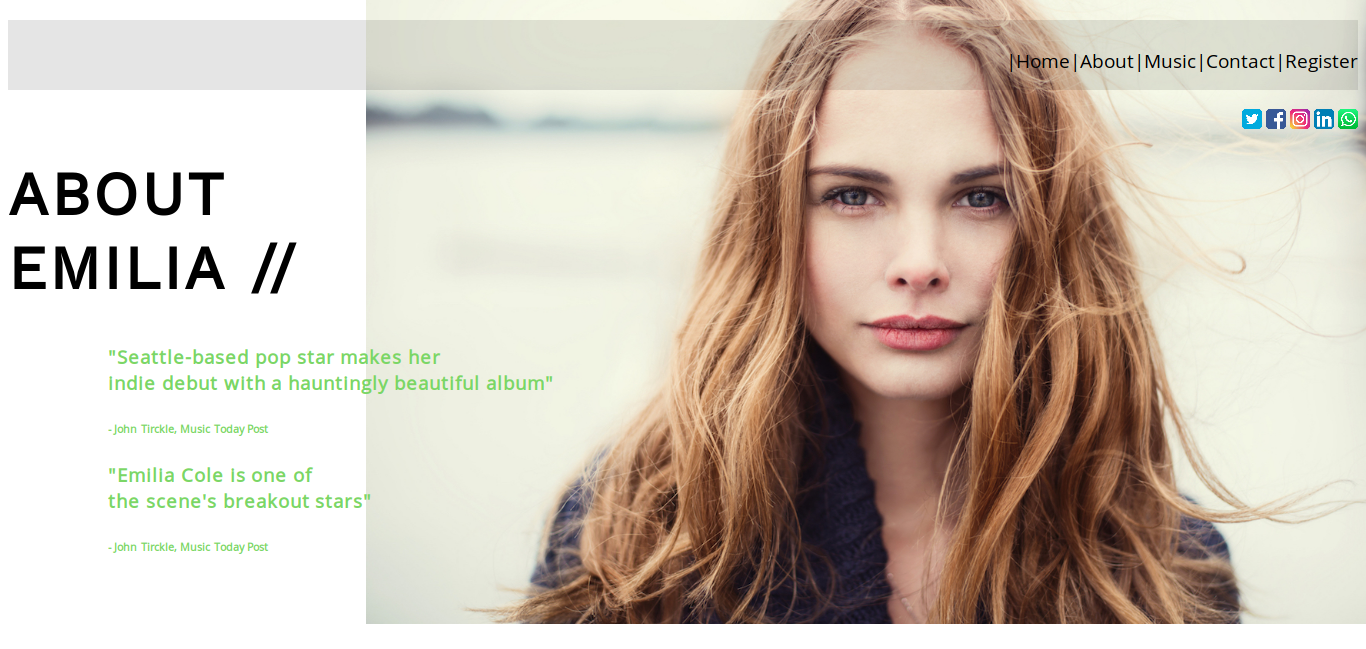 |Home|About|Music|Contact|Register
ABOUT
EMILIA //
"Seattle-based pop star makes her
indie debut with a hauntingly beautiful album"
- John Tirckle, Music Today Post
"Emilia Cole is one of
the scene's breakout stars"
- John Tirckle, Music Today Post